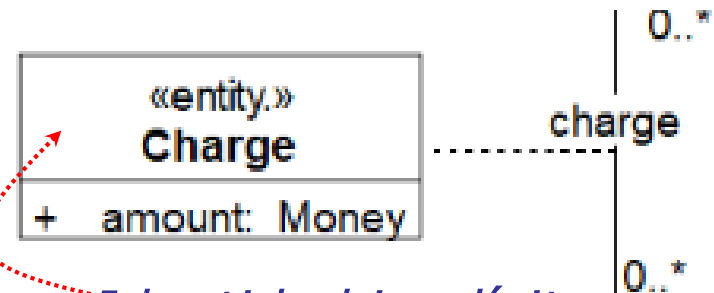 0..*
«entity.»
Charge
charge
+ amount: Money
0..*